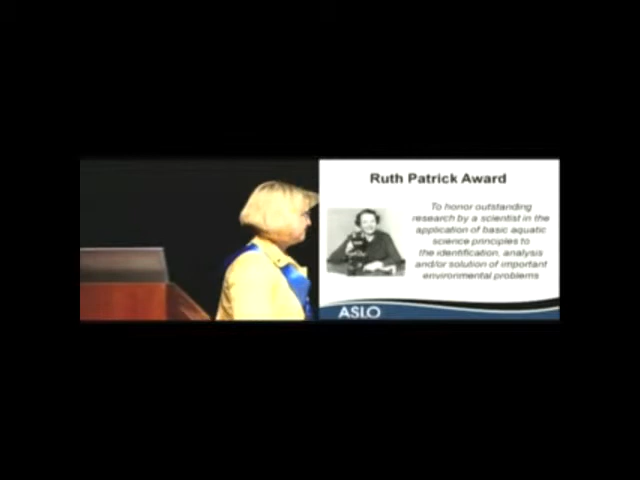 Ruth Patrick Award
To honor outstanding
research by a scientist in the
application of basic aquatic
science principles to
the identification, analysis
and/or solution of important
environmental problems
ASLO